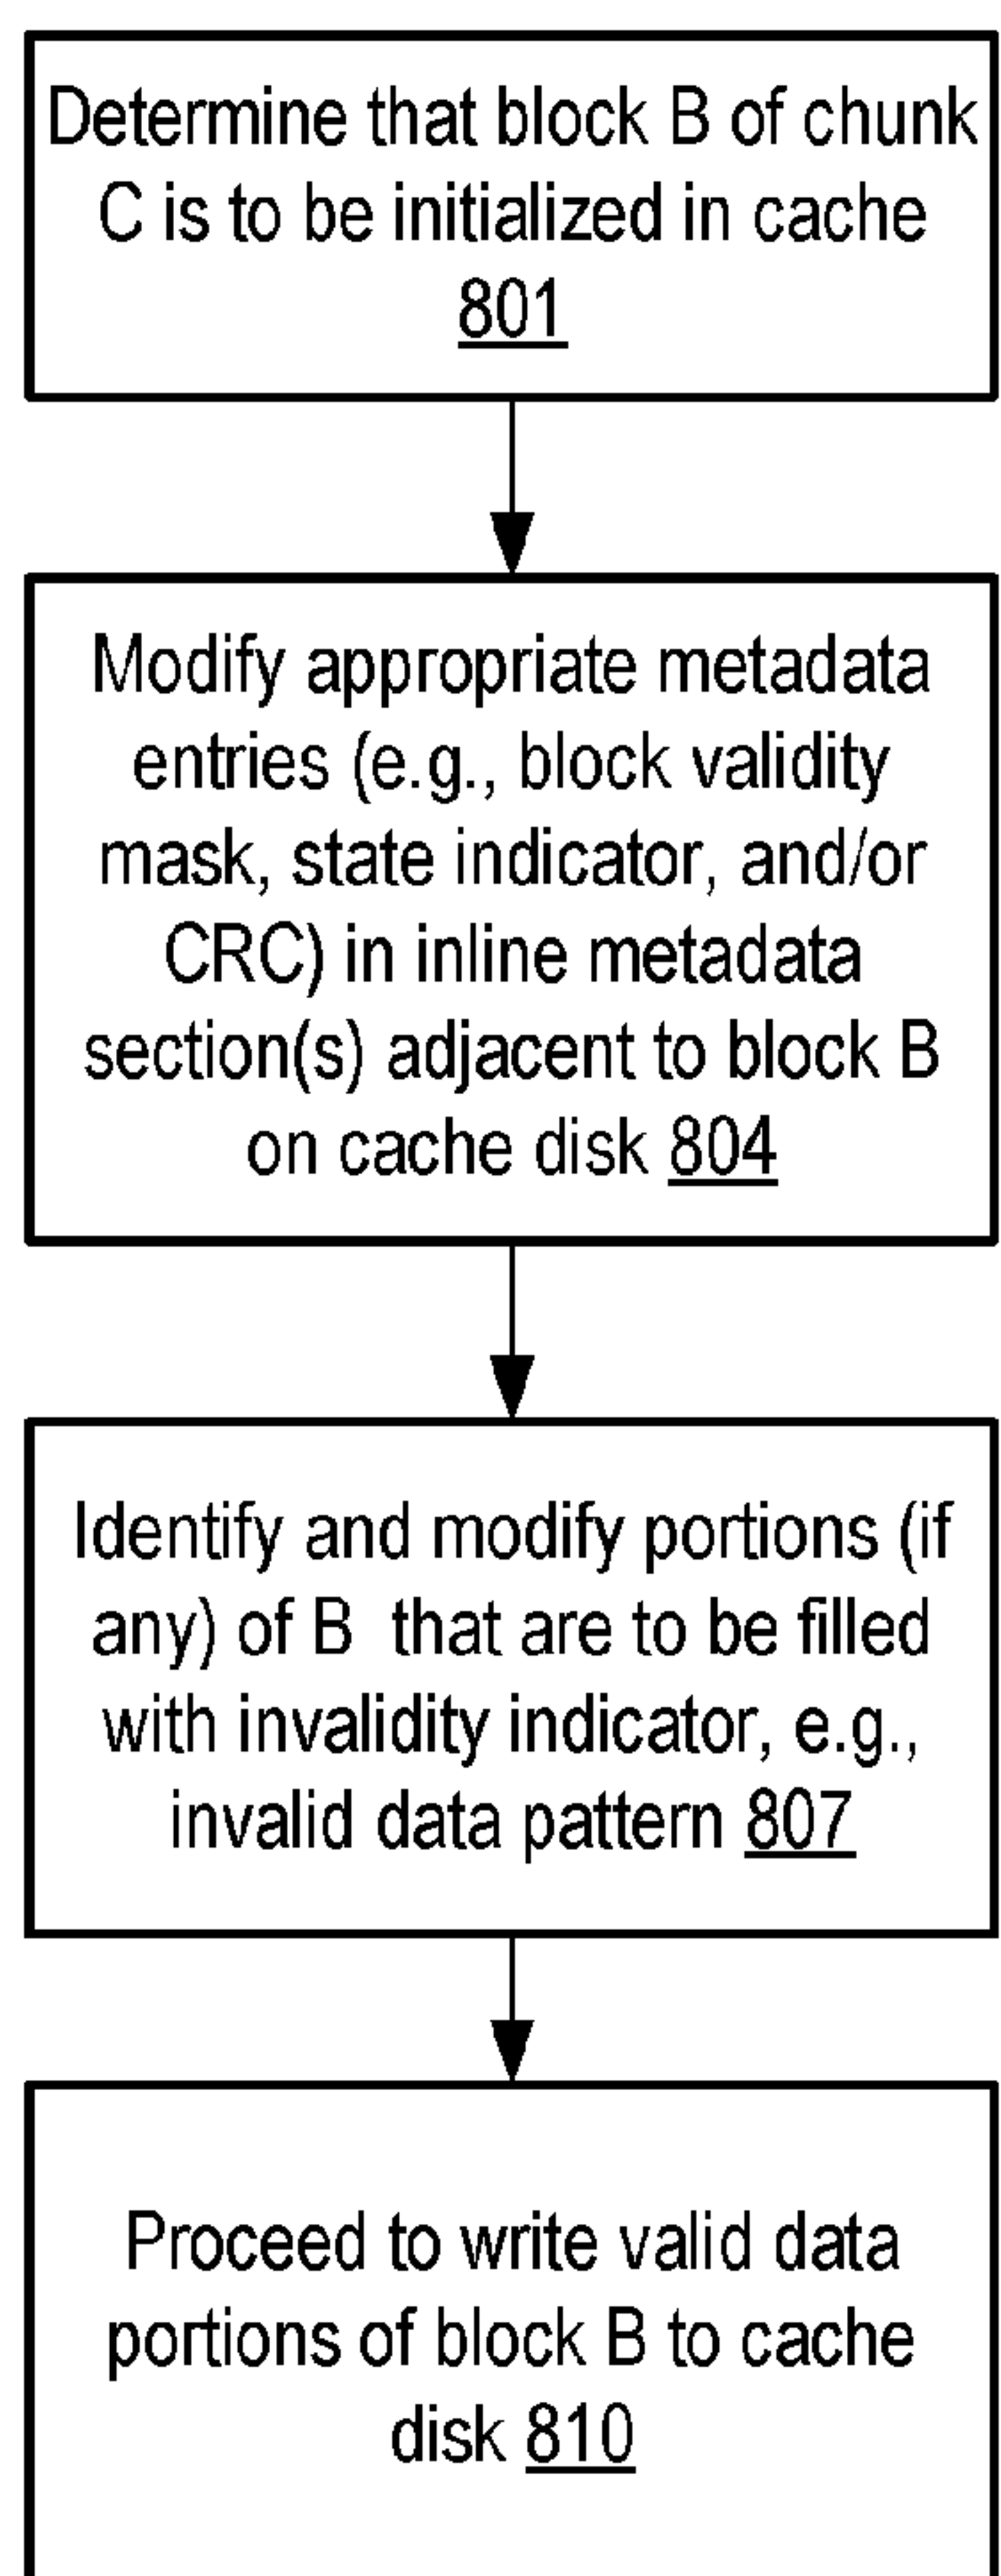 Determine that block B of chunk
C is to be initialized in cache
801
Modify appropriate metadata
entries (e.g., block validity
mask, state indicator, and/or
CRC) in inline metadata
section(s) adjacent to block B
on cache disk 804
Identify and modify portions (if
any) of B that are to be filled
with invalidity indicator, e.g.,
invalid data pattern 807
Proceed to write valid data
portions of block B to cache
disk 810